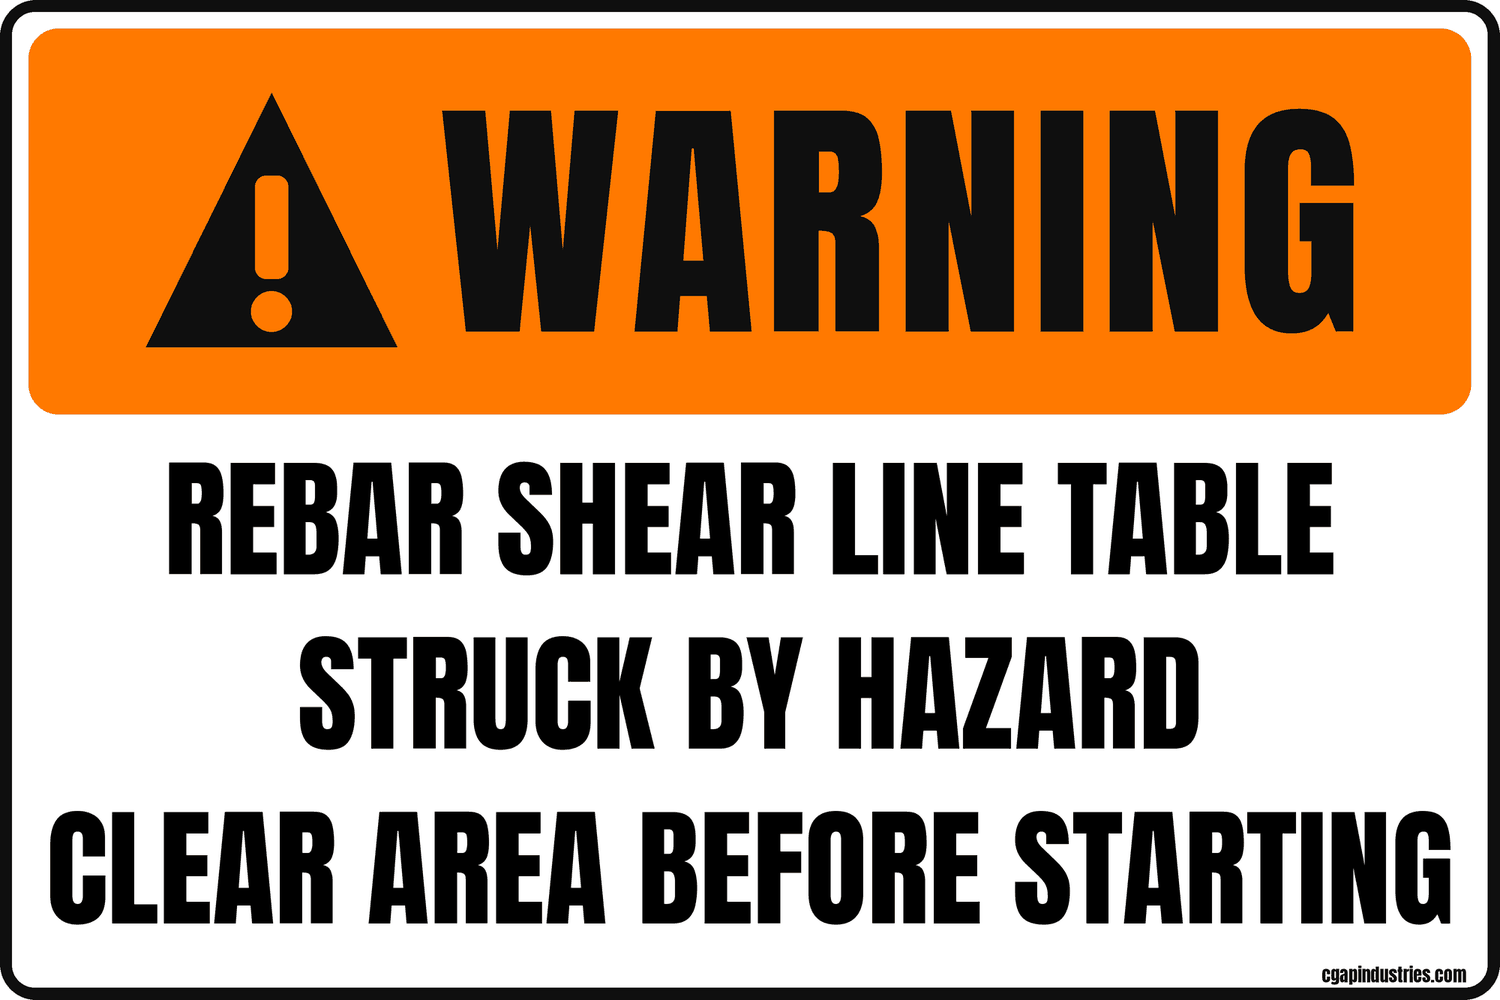 WARNING
REBAR SHEAR LINE TABLE
STRUCK BY HAZARD
CLEAR AREA BEFORE STARTING
cgapindustries.com